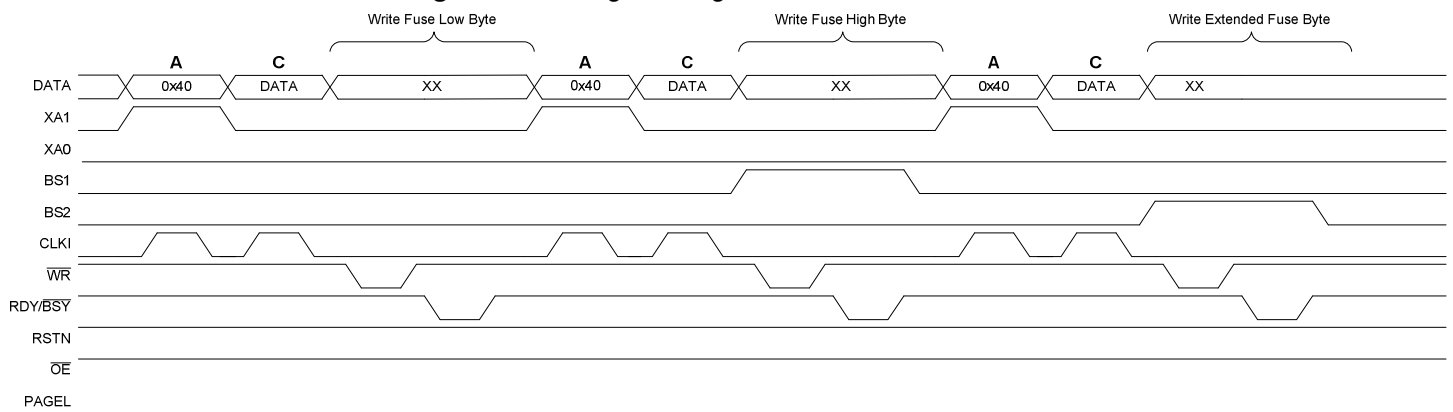 Write Fuse Low Byte Write Fuse High Byte Write Extended Fuse Byte
A C A C A C
DATA 0x40 DATA XX 0x40 DATA XX 0x40 DATA XX
XA1
XA0
BS1
BS2
CLKI
WR
RDY/BSY
RSTN
OE
PAGEL